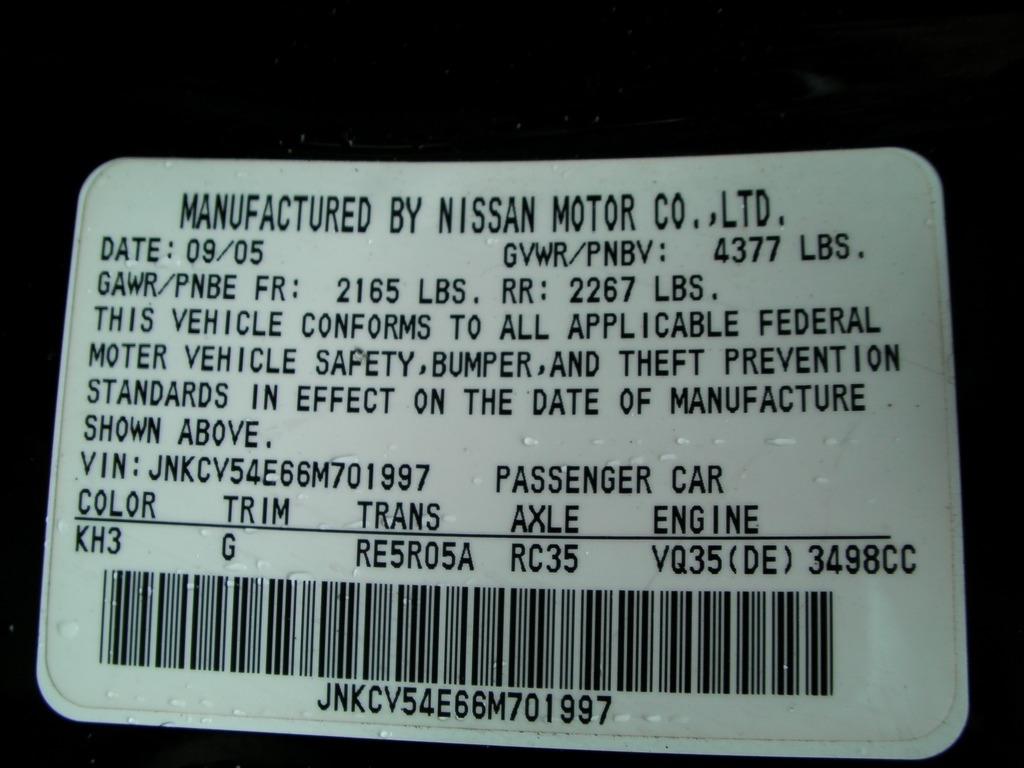 MANUFACTURED BY NISSAN MOTOR CO.,LTD.
DATE: 09/05 GVWR/PNBV: 4377 LBS.
GAWR/PNBE FR: 2165 LBS. RR: 2267 LBS.
THIS VEHICLE CONFORMS TO ALL APPLICABLE FEDERAL
MOTER VEHICLE SAFETY,BUMPER,AND THEFT PREVENTION
STANDARDS IN EFFECT ON THE DATE OF MANUFACTURE
SHOWN ABOVE.
VIN: JNKCV54E66M701997 PASSENGER CAR
COLOR TRIM TRANS AXLE ENGINE
KH3 G RE5R05A RC35 VQ35(DE) 3498CC
JNKCV54E66M701997